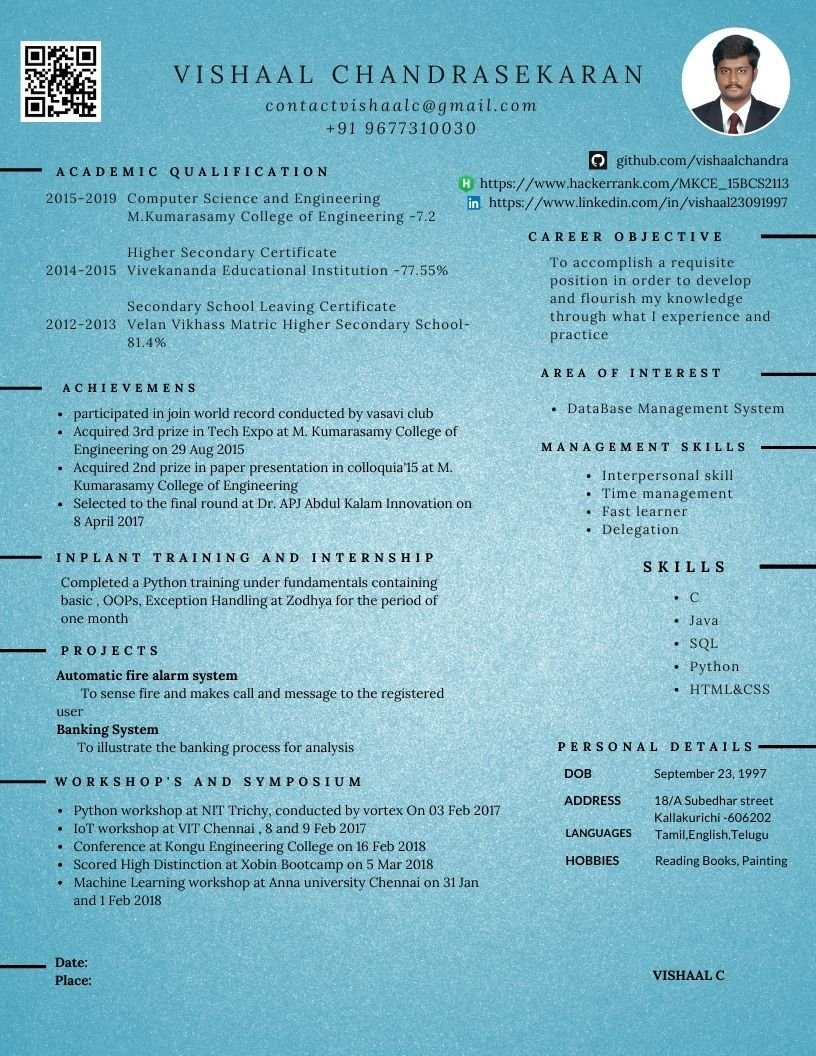 VISHAAL CHANDRASEKARAN
contactvishaalc@gmail.com
+91 9677310030
github.com/vishaalchandra
https://www.hackerrank.com/MKCE_15BCS2113
in https://www.linkedin.com/in/vishaal23091997
ACADEMIC QUALIFICATION
2015-2019 Computer Science and Engineering
M.Kumarasamy College of Engineering -7.2
Higher Secondary Certificate
2014-2015 Vivekananda Educational Institution -77.55%
Secondary School Leaving Certificate
2012-2013 Velan Vikhass Matric Higher Secondary School-
81.4%
ACHIEVEMENS
• participated in join world record conducted by vasavi club
• Acquired 3rd prize in Tech Expo at M. Kumarasamy College of
Engineering on 29 Aug 2015
• Acquired 2nd prize in paper presentation in colloquia'15 at M.
Kumarasamy College of Engineering
• Selected to the final round at Dr. APJ Abdul Kalam Innovation on
8 April 2017
INPLANT TRAINING AND INTERNSHIP
Completed a Python training under fundamentals containing
basic , OOPs, Exception Handling at Zodhya for the period of
one month
PROJECTS
Automatic fire alarm system
To sense fire and makes call and message to the registered
user
Banking System
To illustrate the banking process for analysis
WORKSHOP'S AND SYMPOSIUM
• Python workshop at NIT Trichy, conducted by vortex On 03 Feb 2017
• IoT workshop at VIT Chennai , 8 and 9 Feb 2017
• Conference at Kongu Engineering College on 16 Feb 2018
• Scored High Distinction at Xobin Bootcamp on 5 Mar 2018
• Machine Learning workshop at Anna university Chennai on 31 Jan
and 1 Feb 2018
Date:
Place:
CAREER OBJECTIVE
To accomplish a requisite
position in order to develop
and flourish my knowledge
through what I experience and
practice
AREA OF INTEREST
• DataBase Management System
MANAGEMENT SKILLS
• Interpersonal skill
• Time management
• Fast learner
• Delegation
SKILLS
• C
• Java
• SQL
• Python
• HTML&CSS
PERSONAL DETAILS
DOB September 23, 1997
ADDRESS 18/A Subedhar street
Kallakurichi -606202
LANGUAGES Tamil,English,Telugu
HOBBIES Reading Books, Painting
VISHAAL C